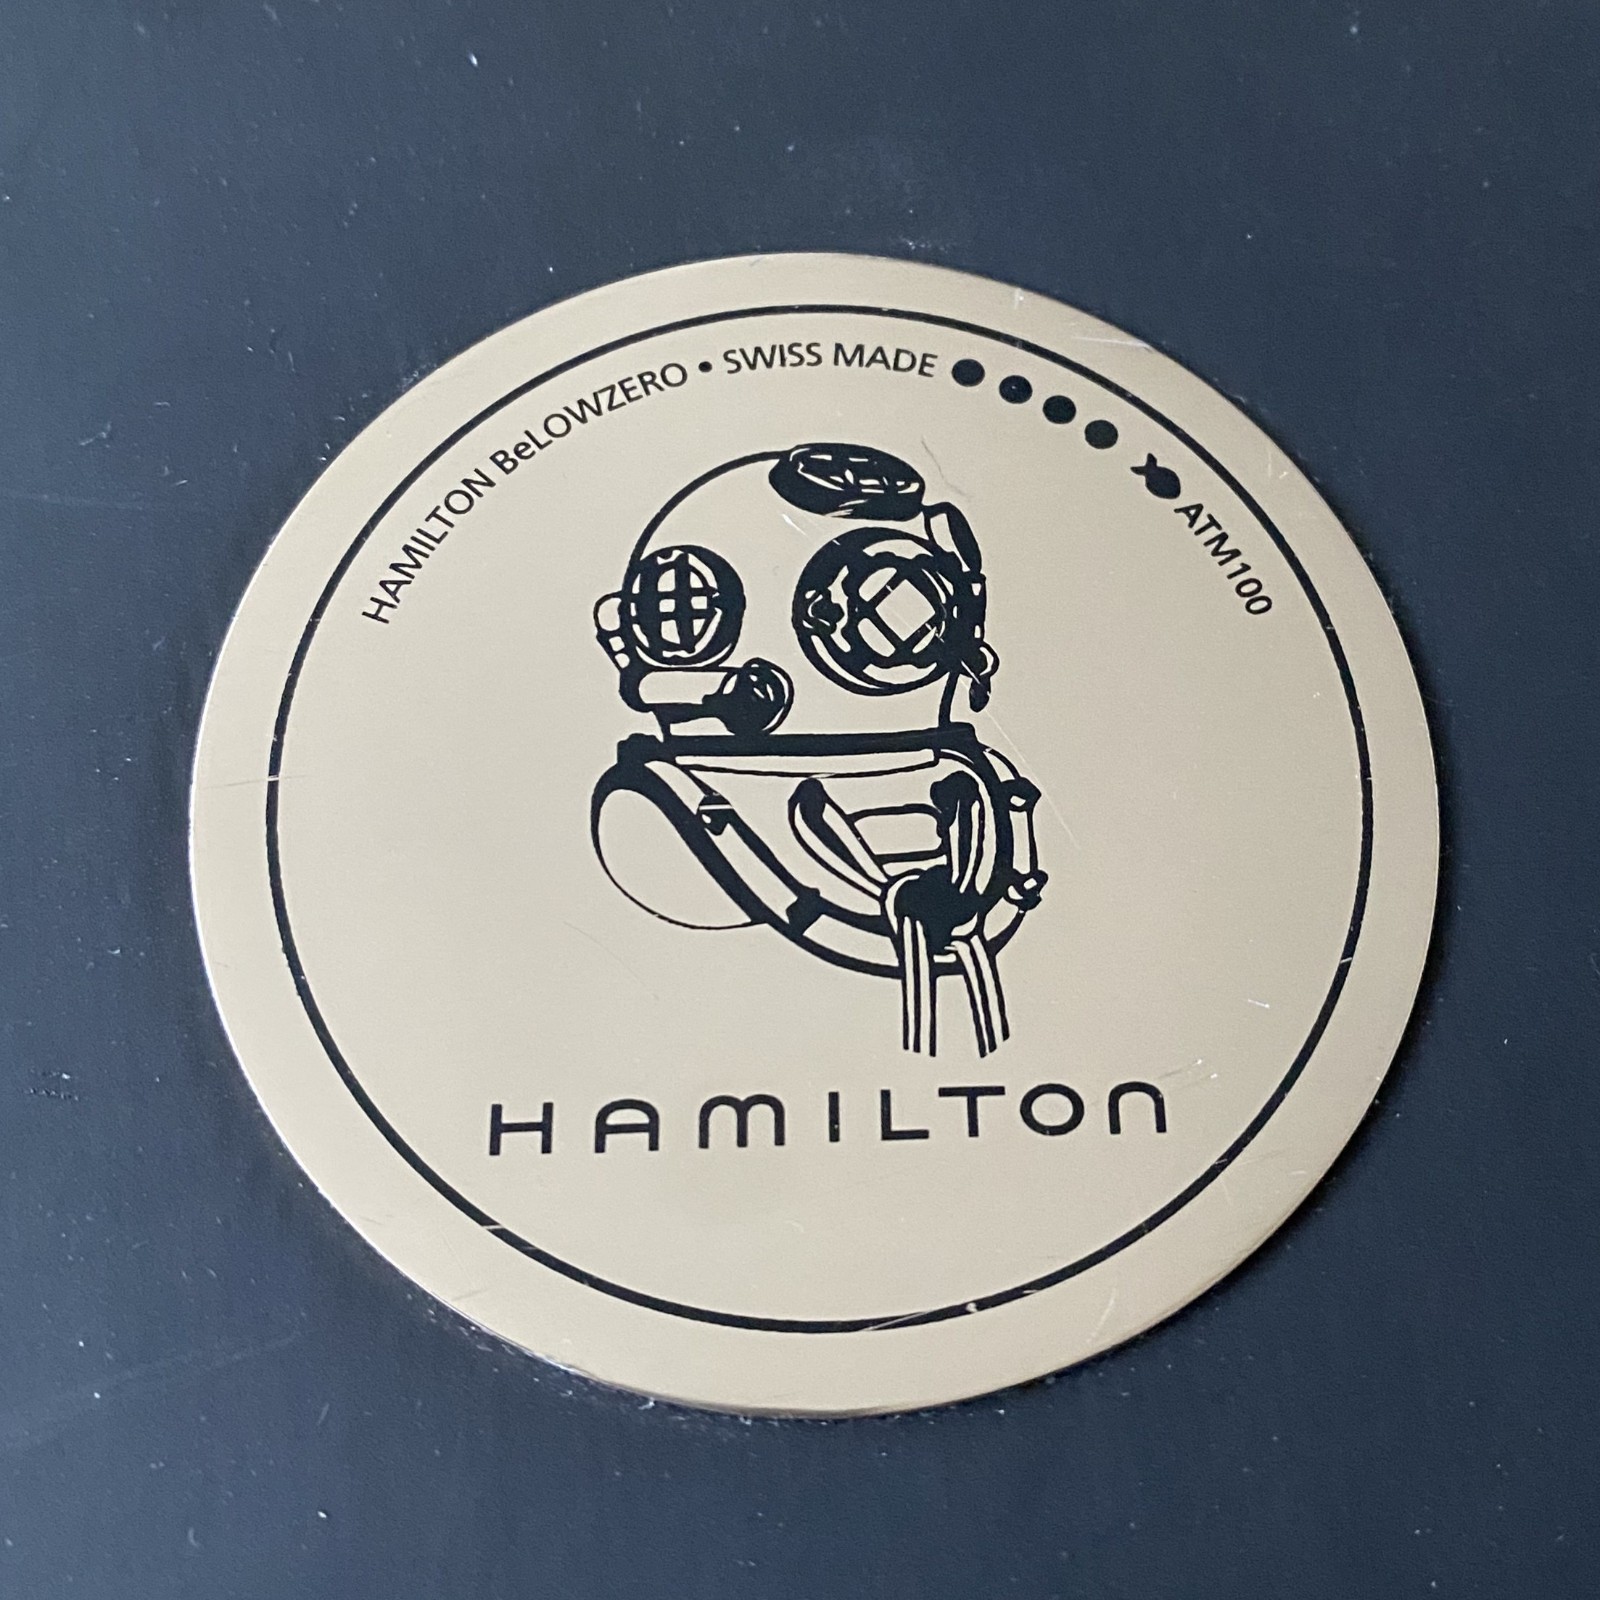 HAMILTON BeLOWZERO • SWISS MADE ●●●● ATM100
HAMILTON